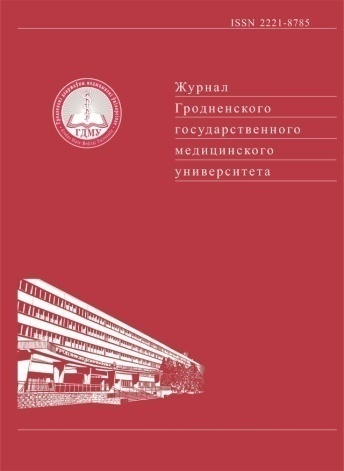 ISSN 2221-8785
Журнал
Гродненского
государственного
медицинского
университета
ГДМУ